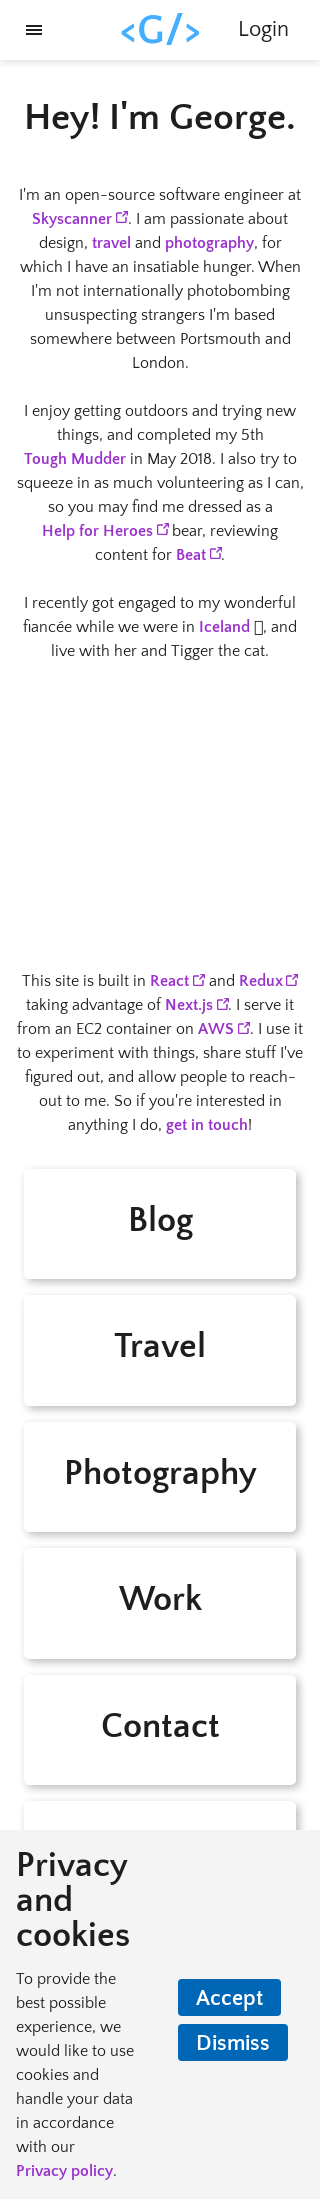 <G/>
Login
Hey! I'm George.
I'm an open-source software engineer at
Skyscanner. I am passionate about
design, travel and photography, for
which I have an insatiable hunger. When
I'm not internationally photobombing
unsuspecting strangers I'm based
somewhere between Portsmouth and
London.
I enjoy getting outdoors and trying new
things, and completed my 5th
Tough Mudder in May 2018. I also try to
squeeze in as much volunteering as I can,
so you may find me dressed as a
Help for Heroes bear, reviewing
content for Beat.
I recently got engaged to my wonderful
fiancée while we were in Iceland , and
live with her and Tigger the cat.
This site is built in React and Redux
taking advantage of Next.js. I serve it
from an EC2 container on AWS. I use it
to experiment with things, share stuff I've
figured out, and allow people to reach-
out to me. So if you're interested in
anything I do, get in touch!
Blog
Travel
Photography
Work
Contact
Privacy
and
cookies
To provide the
best possible
experience, we
would like to use
cookies and
handle your data
in accordance
with our
Privacy policy.
Accept
Dismiss